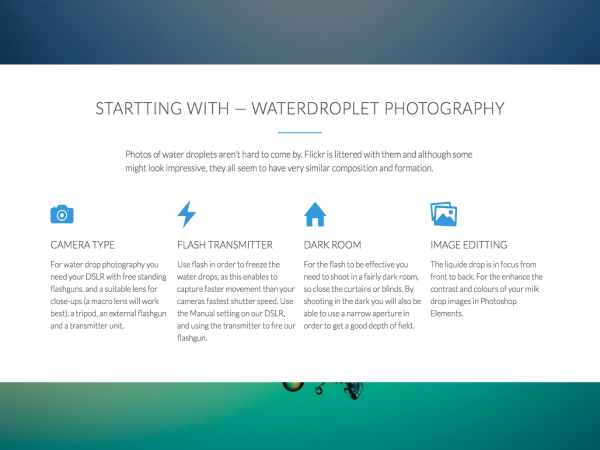 STARTTING WITH — WATERDROPLET PHOTOGRAPHY
Photos of water droplets aren't hard to come by. Flickr is littered with them and although some
might look impressive, they all seem to have very similar composition and formation.
CAMERA TYPE
For water drop photography you
need your DSLR with free standing
flashguns. and a suitable lens for
close-ups (a macro lens will work
best), a tripod, an external flashgun
and a transmitter unit.
FLASH TRANSMITTER
Use flash in order to freeze the
water drops, as this enables to
capture faster movement than your
cameras fastest shutter speed. Use
the Manual setting on our DSLR,
and using the transmitter to fire our
flashgun.
DARK ROOM
For the flash to be effective you
need to shoot in a fairly dark room,
so close the curtains or blinds. By
shooting in the dark you will also be
able to use a narrow aperture in
order to get a good depth of field.
IMAGE EDITTING
The liquide drop is in focus from
front to back. For the enhance the
contrast and colours of your milk
drop images in Photoshop
Elements.